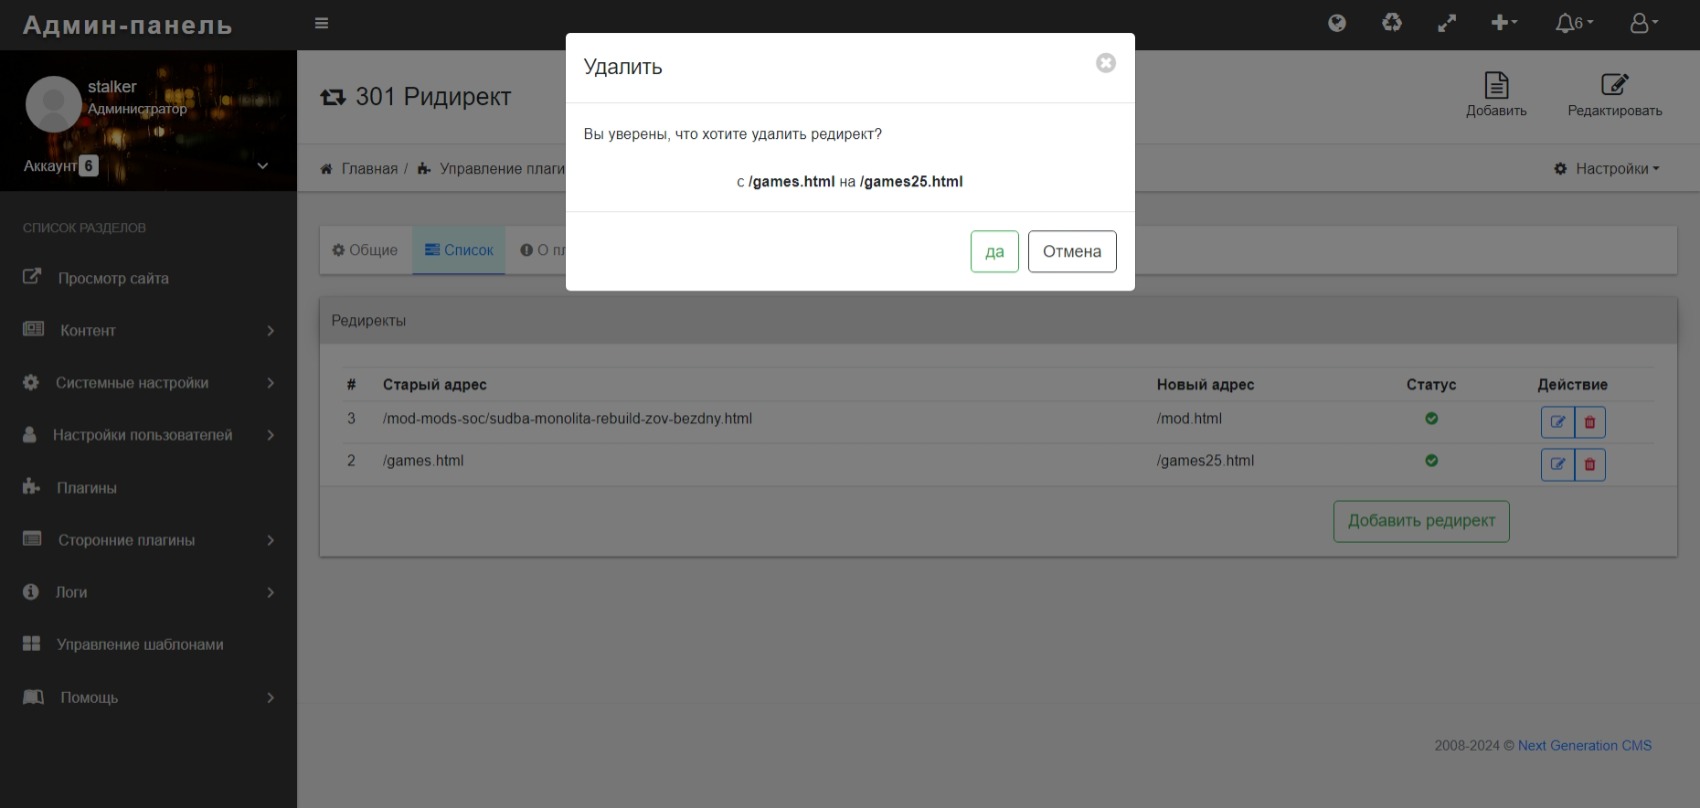 Админ-панель
6
stalker
Администратор
Аккаунт 6
СПИСОК РАЗДЕЛОВ
Просмотр сайта
Контент
Системные настройки
Настройки пользователей
Плагины
Сторонние плагины
Логи
Управление шаблонами
Помощь
301 Ридирект
Добавить
Редактировать
Главная / Управление плаги
Настройки
Общие
Список
О пл
Удалить
Вы уверены, что хотите удалить редирект?
с /games.html на /games25.html
да
Отмена
Редиректы
# Старый адрес Новый адрес Статус Действие
3 /mod-mods-soc/sudba-monolita-rebuild-zov-bezdny.html /mod.html
2 /games.html /games25.html
Добавить редирект
2008-2024 © Next Generation CMS